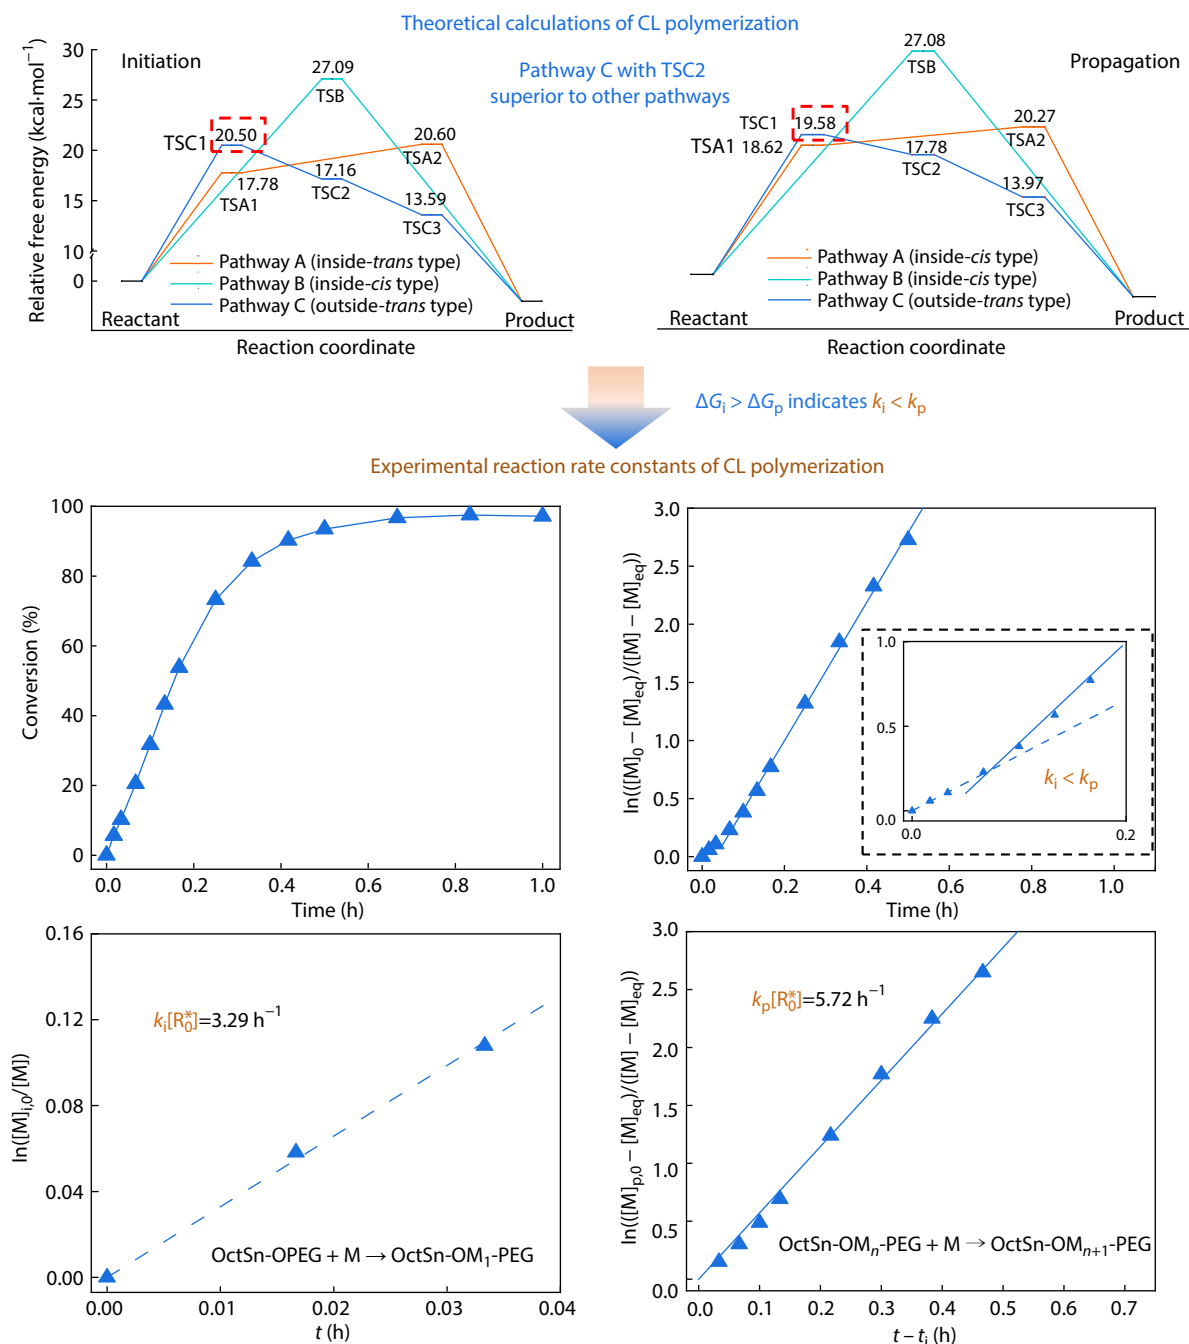 Theoretical calculations of CL polymerization
Pathway C with TSC2
superior to other pathways
Relative free energy (kcal·mol⁻¹)
30
25
20
15
10
0
Initiation
27.09
TSB
TSC1
20.50
20.60
TSA2
17.78
TSA1
17.16
TSC2
13.59
TSC3
Pathway A (inside-trans type)
Pathway B (inside-cis type)
Pathway C (outside-trans type)
Reactant
Product
Reaction coordinate
Propagation
27.08
TSB
TSC1
19.58
TSA1
18.62
20.27
TSA2
17.78
TSC2
13.97
TSC3
Pathway A (inside-cis type)
Pathway B (inside-cis type)
Pathway C (outside-trans type)
Reactant
Product
Reaction coordinate
ΔGᵢ > ΔGₚ indicates kᵢ < kₚ
Experimental reaction rate constants of CL polymerization
Conversion (%)
100
80
60
40
20
0
0.0 0.2 0.4 0.6 0.8 1.0
Time (h)
ln(([M]₀ − [M]eq)/([M] − [M]eq))
3.0
2.5
2.0
1.5
1.0
0.5
0.0
0.0 0.2 0.4 0.6 0.8 1.0
Time (h)
1.0
0.5
0.0
0.0 0.2
kᵢ < kₚ
ln([M]i,0/[M])
0.16
0.12
0.08
0.04
0.00
kᵢ[R₀*]=3.29 h⁻¹
OctSn-OPEG + M → OctSn-OM₁-PEG
0.00 0.01 0.02 0.03 0.04
t (h)
ln(([M]p,0 − [M]eq)/([M] − [M]eq))
3.0
2.5
2.0
1.5
1.0
0.5
0.0
kₚ[R₀*]=5.72 h⁻¹
OctSn-OMₙ-PEG + M → OctSn-OMₙ₊₁-PEG
0.0 0.1 0.2 0.3 0.4 0.5 0.6 0.7
t − tᵢ (h)